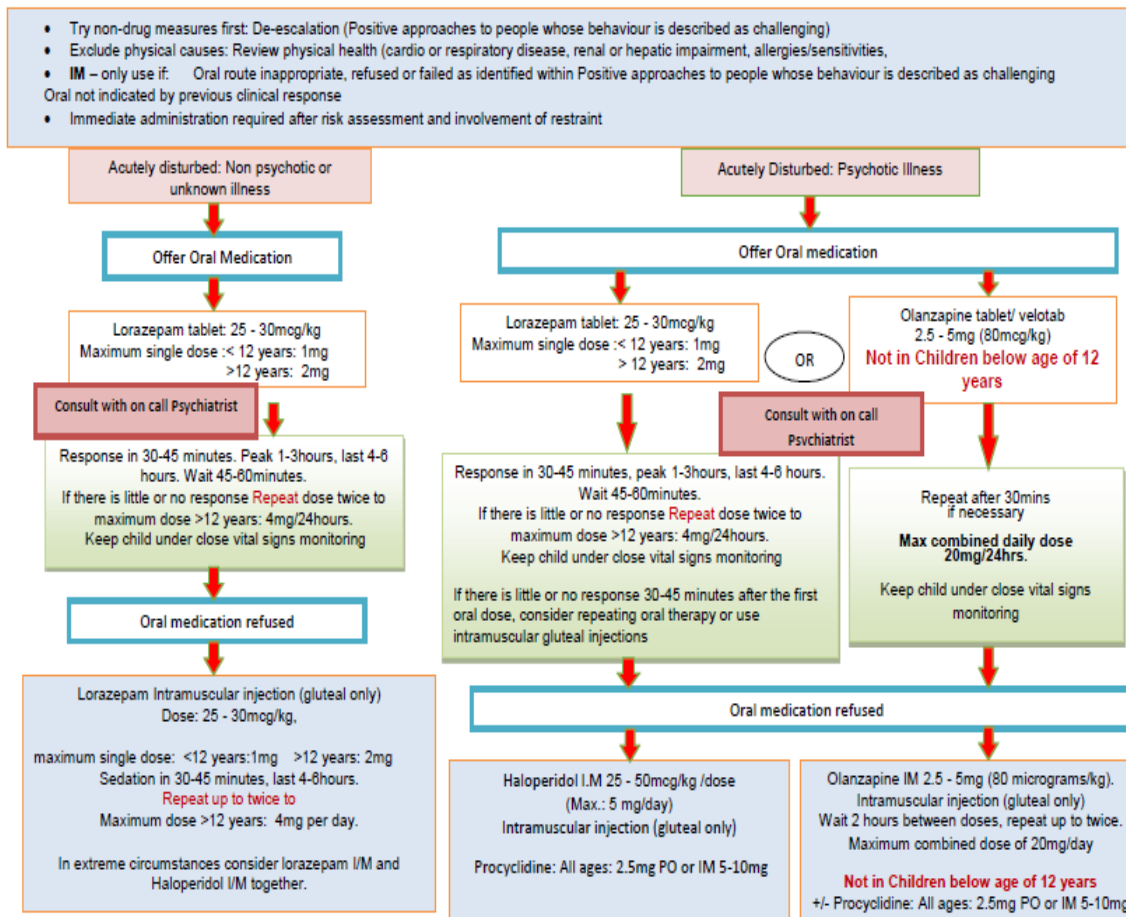 • Try non-drug measures first: De-escalation (Positive approaches to people whose behaviour is described as challenging)
• Exclude physical causes: Review physical health (cardio or respiratory disease, renal or hepatic impairment, allergies/sensitivities,
• IM – only use if: Oral route inappropriate, refused or failed as identified within Positive approaches to people whose behaviour is described as challenging
Oral not indicated by previous clinical response
• Immediate administration required after risk assessment and involvement of restraint
Acutely disturbed: Non psychotic or
unknown illness
Offer Oral Medication
Lorazepam tablet: 25 - 30mcg/kg
Maximum single dose :< 12 years: 1mg
>12 years: 2mg
Consult with on call Psychiatrist
Response in 30-45 minutes. Peak 1-3hours, last 4-6
hours. Wait 45-60minutes.
If there is little or no response Repeat dose twice to
maximum dose >12 years: 4mg/24hours.
Keep child under close vital signs monitoring
Oral medication refused
Lorazepam Intramuscular injection (gluteal only)
Dose: 25 - 30mcg/kg,
maximum single dose: <12 years:1mg >12 years: 2mg
Sedation in 30-45 minutes, last 4-6hours.
Repeat up to twice to
Maximum dose >12 years: 4mg per day.
In extreme circumstances consider lorazepam I/M and
Haloperidol I/M together.
Acutely Disturbed: Psychotic Illness
Offer Oral medication
Lorazepam tablet: 25 - 30mcg/kg
Maximum single dose :< 12 years: 1mg
> 12 years: 2mg
OR
Olanzapine tablet/ velotab
2.5 - 5mg (80mcg/kg)
Not in Children below age of 12
years
Consult with on call
Psychiatrist
Response in 30-45 minutes, peak 1-3hours, last 4-6 hours.
Wait 45-60minutes.
If there is little or no response Repeat dose twice to
maximum dose >12 years: 4mg/24hours.
Keep child under close vital signs monitoring
If there is little or no response 30-45 minutes after the first
oral dose, consider repeating oral therapy or use
intramuscular gluteal injections
Repeat after 30mins
if necessary
Max combined daily dose
20mg/24hrs.
Keep child under close vital signs
monitoring
Oral medication refused
Haloperidol I.M 25 - 50mcg/kg /dose
(Max.: 5 mg/day)
Intramuscular injection (gluteal only)
Procyclidine: All ages: 2.5mg PO or IM 5-10mg
Olanzapine IM 2.5 - 5mg (80 micrograms/kg).
Intramuscular injection (gluteal only)
Wait 2 hours between doses, repeat up to twice.
Maximum combined dose of 20mg/day
Not in Children below age of 12 years
+/- Procyclidine: All ages: 2.5mg PO or IM 5-10mg